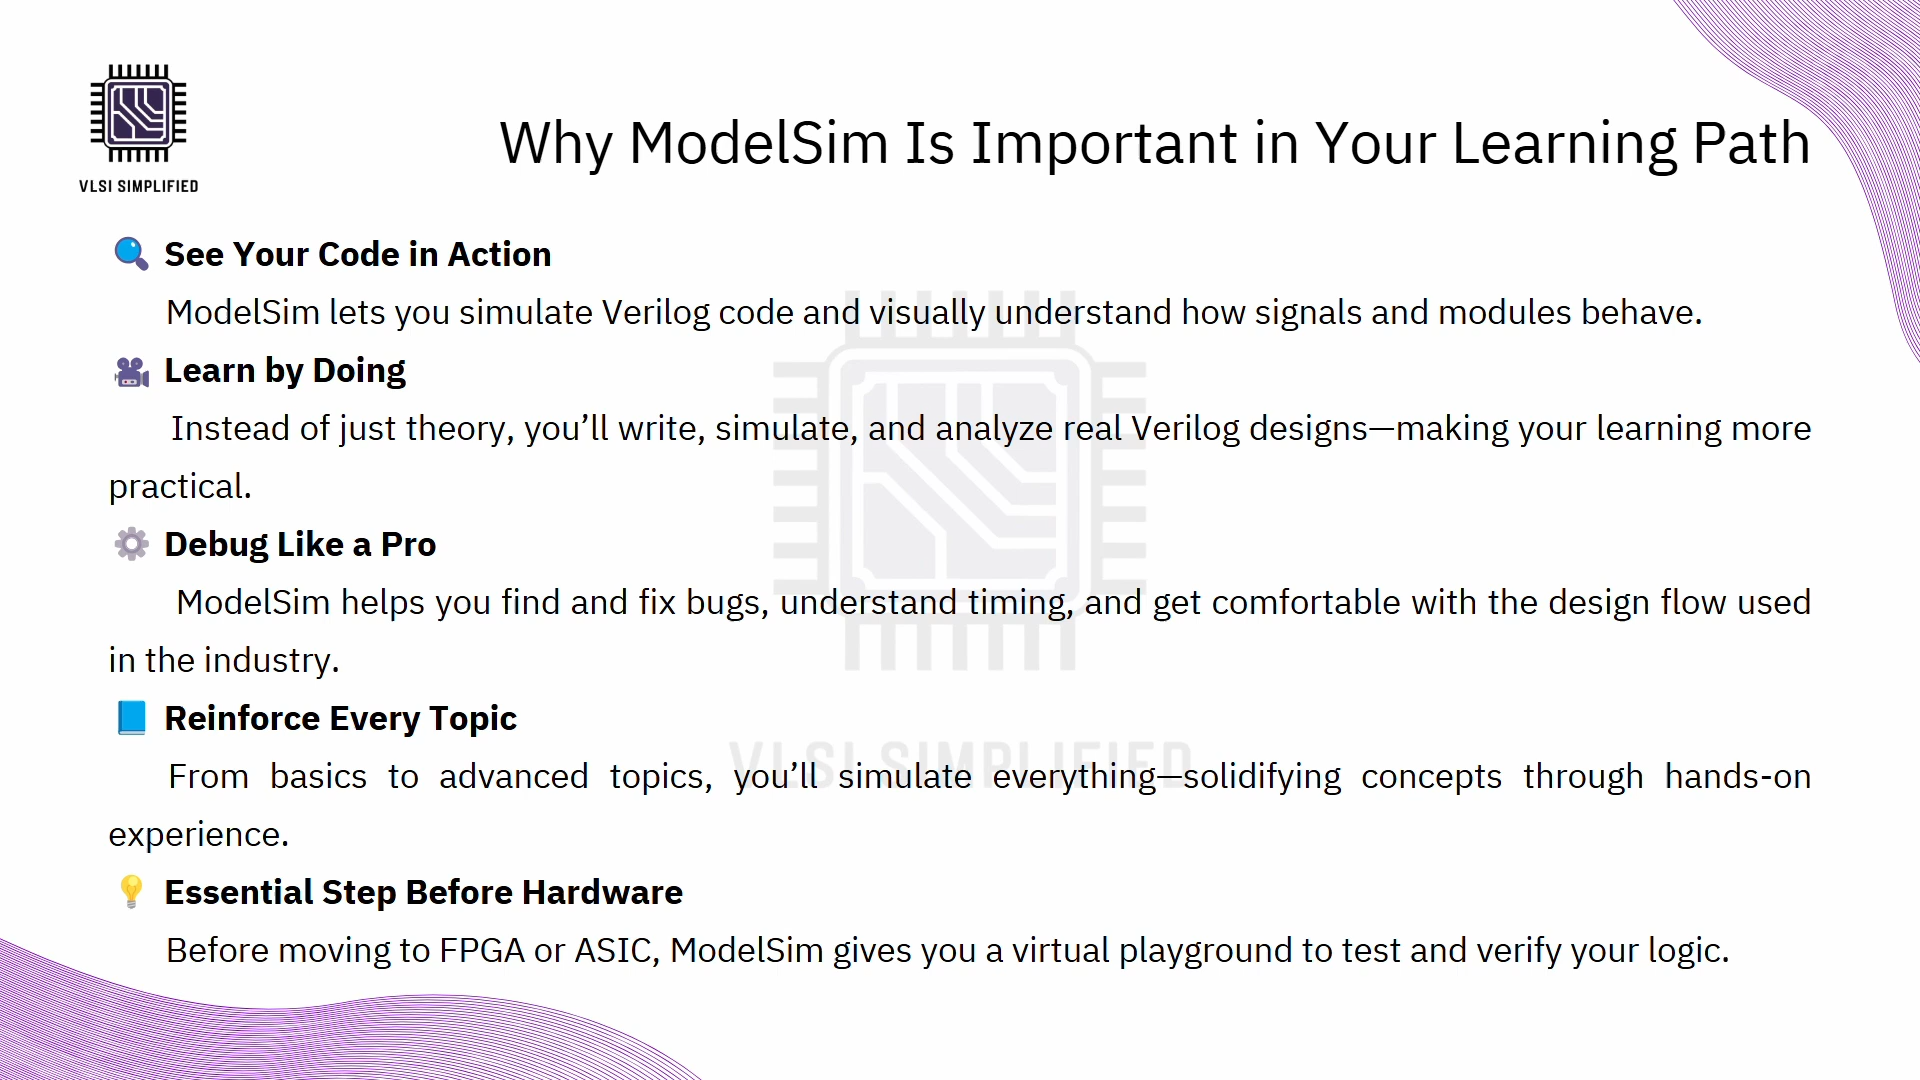 VLSI SIMPLIFIED
Why ModelSim Is Important in Your Learning Path
🔍 See Your Code in Action
ModelSim lets you simulate Verilog code and visually understand how signals and modules behave.
🎥 Learn by Doing
Instead of just theory, you’ll write, simulate, and analyze real Verilog designs—making your learning more
practical.
⚙️ Debug Like a Pro
ModelSim helps you find and fix bugs, understand timing, and get comfortable with the design flow used
in the industry.
📘 Reinforce Every Topic
VLSI SIMPLIFIED
From basics to advanced topics, you’ll simulate everything—solidifying concepts through hands-on
experience.
💡 Essential Step Before Hardware
Before moving to FPGA or ASIC, ModelSim gives you a virtual playground to test and verify your logic.